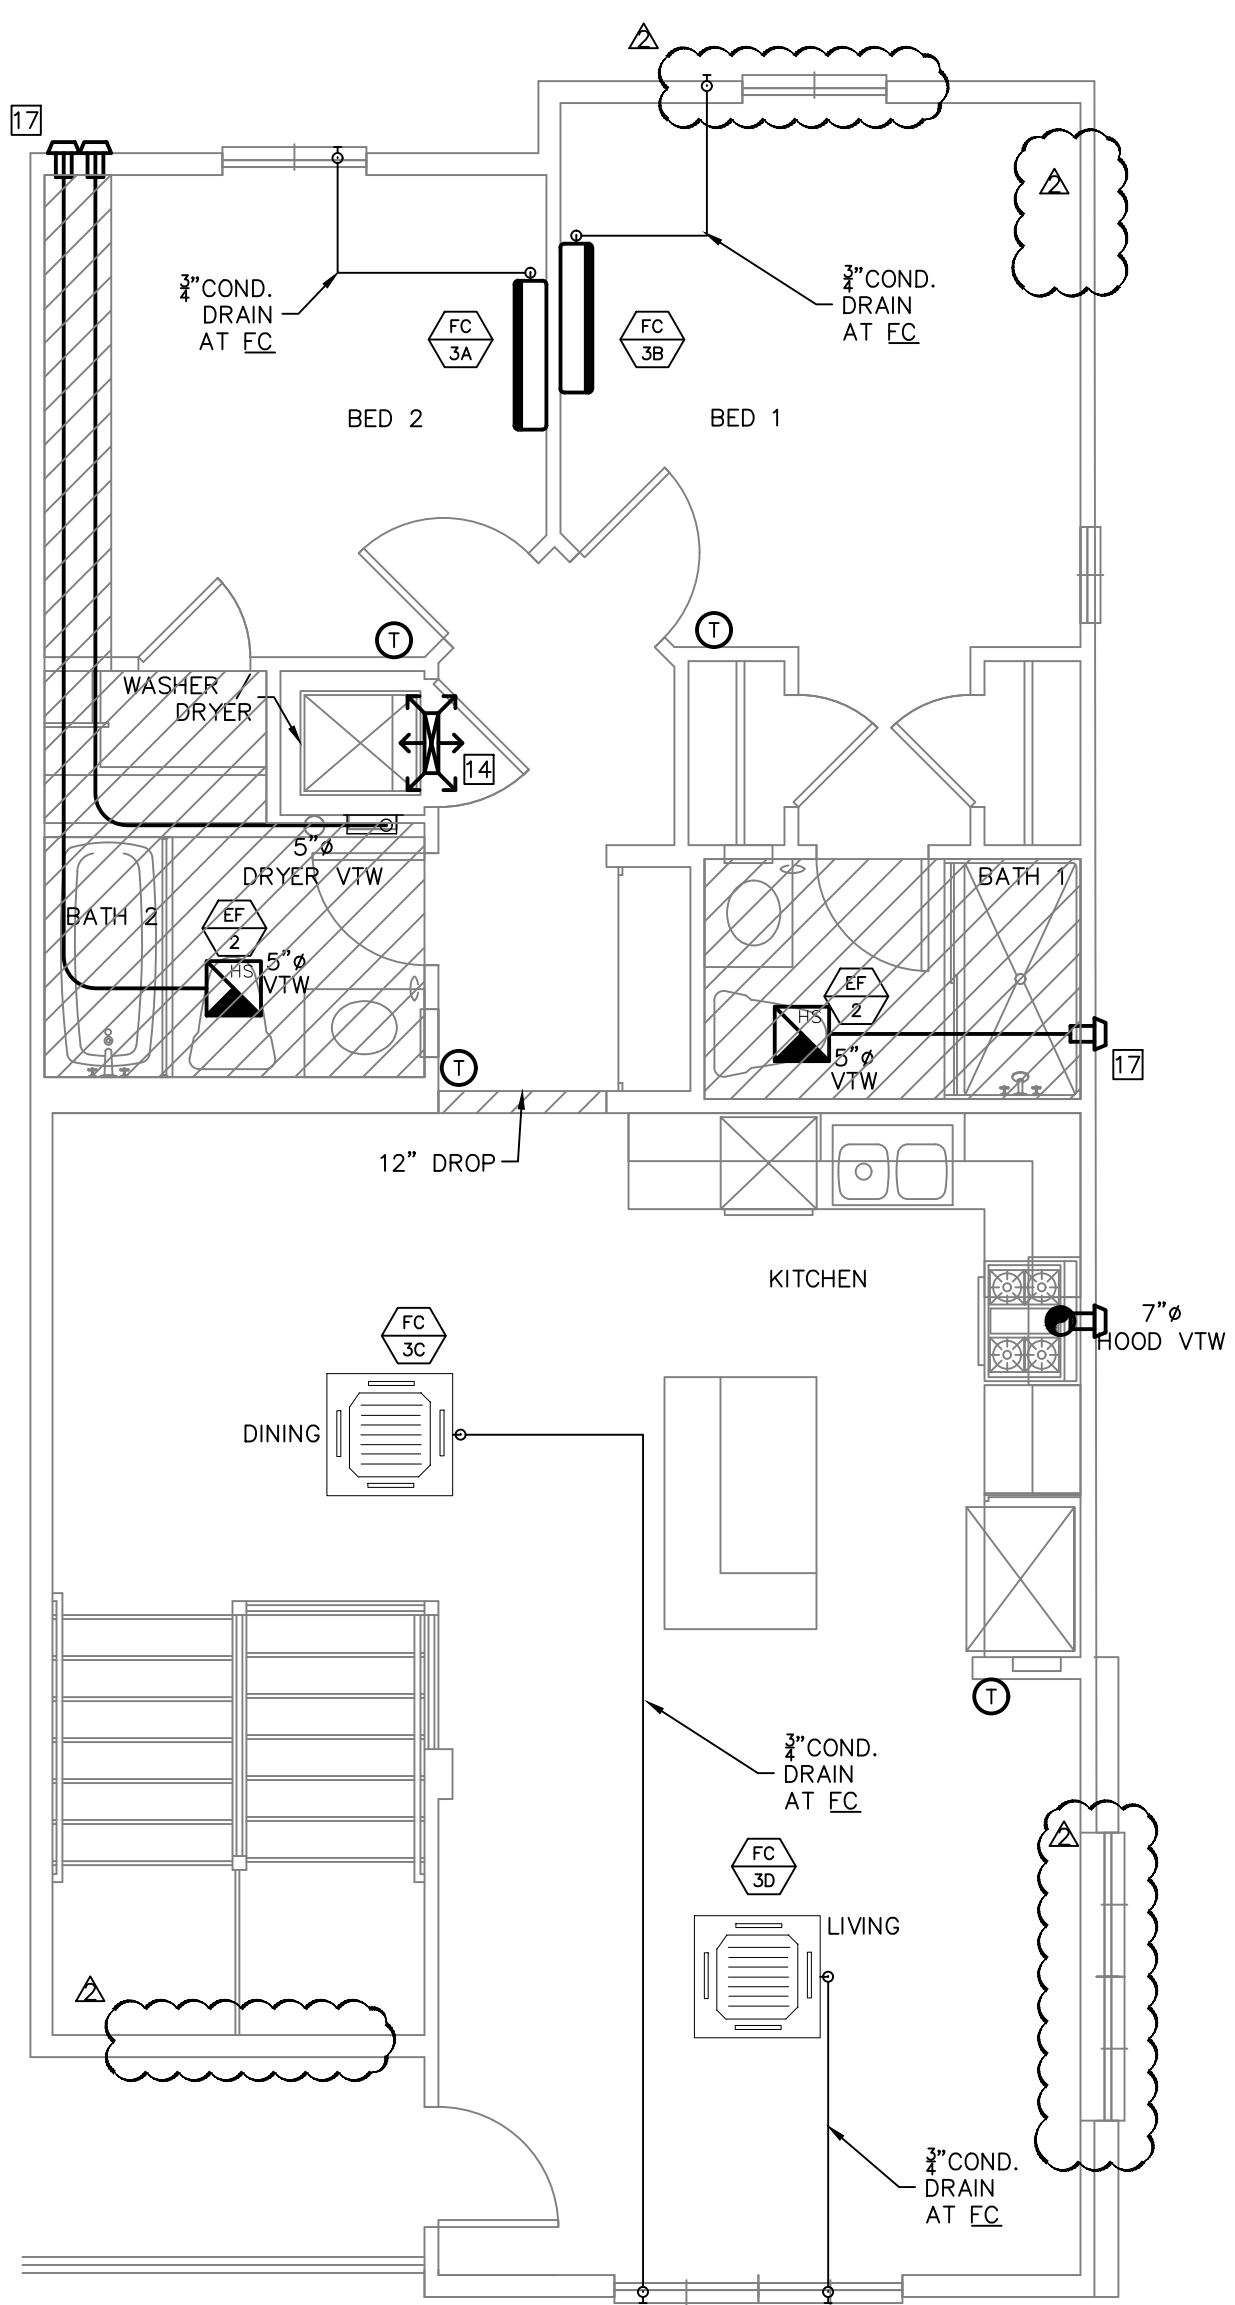 2
17
2
3/4"COND.
DRAIN
AT FC
3/4"COND.
DRAIN
AT FC
FC
3A
FC
3B
BED 2
BED 1
T
T
WASHER /
DRYER
14
5"ø
DRYER VTW
BATH 1
BATH 2
EF
2
HS
5"ø
VTW
EF
2
HS
5"ø
VTW
T
17
12" DROP
KITCHEN
7"ø
HOOD VTW
FC
3C
DINING
T
3/4"COND.
DRAIN
AT FC
2
FC
3D
LIVING
2
3/4"COND.
DRAIN
AT FC